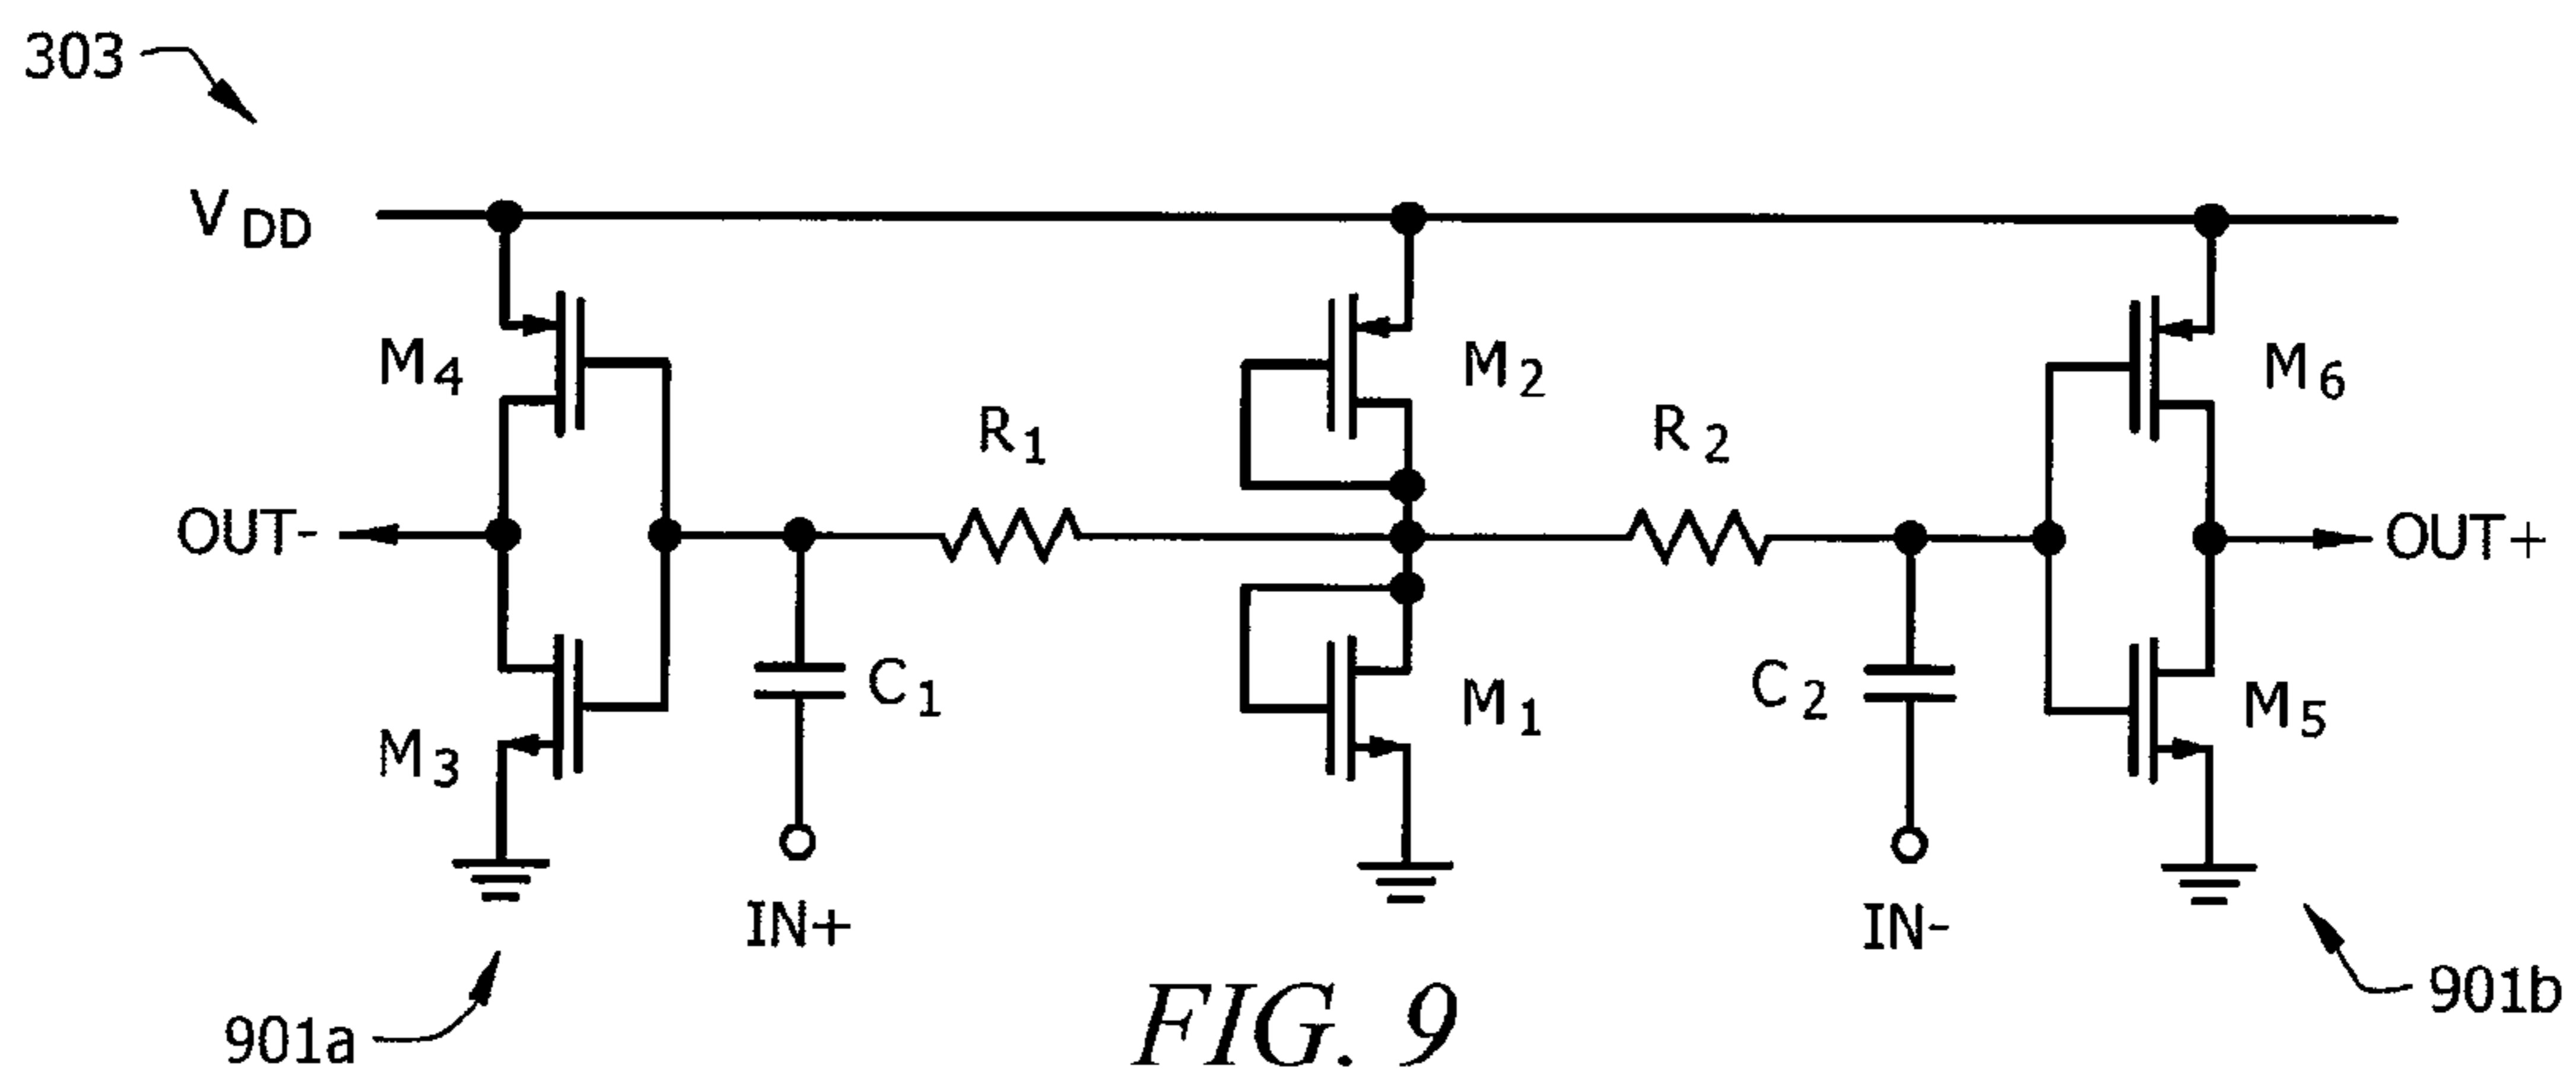 303
V DD
M4
M2
M6
R1
R2
OUT-
OUT+
M3
C1
M1
C2
M5
IN+
IN-
901a
901b
FIG. 9